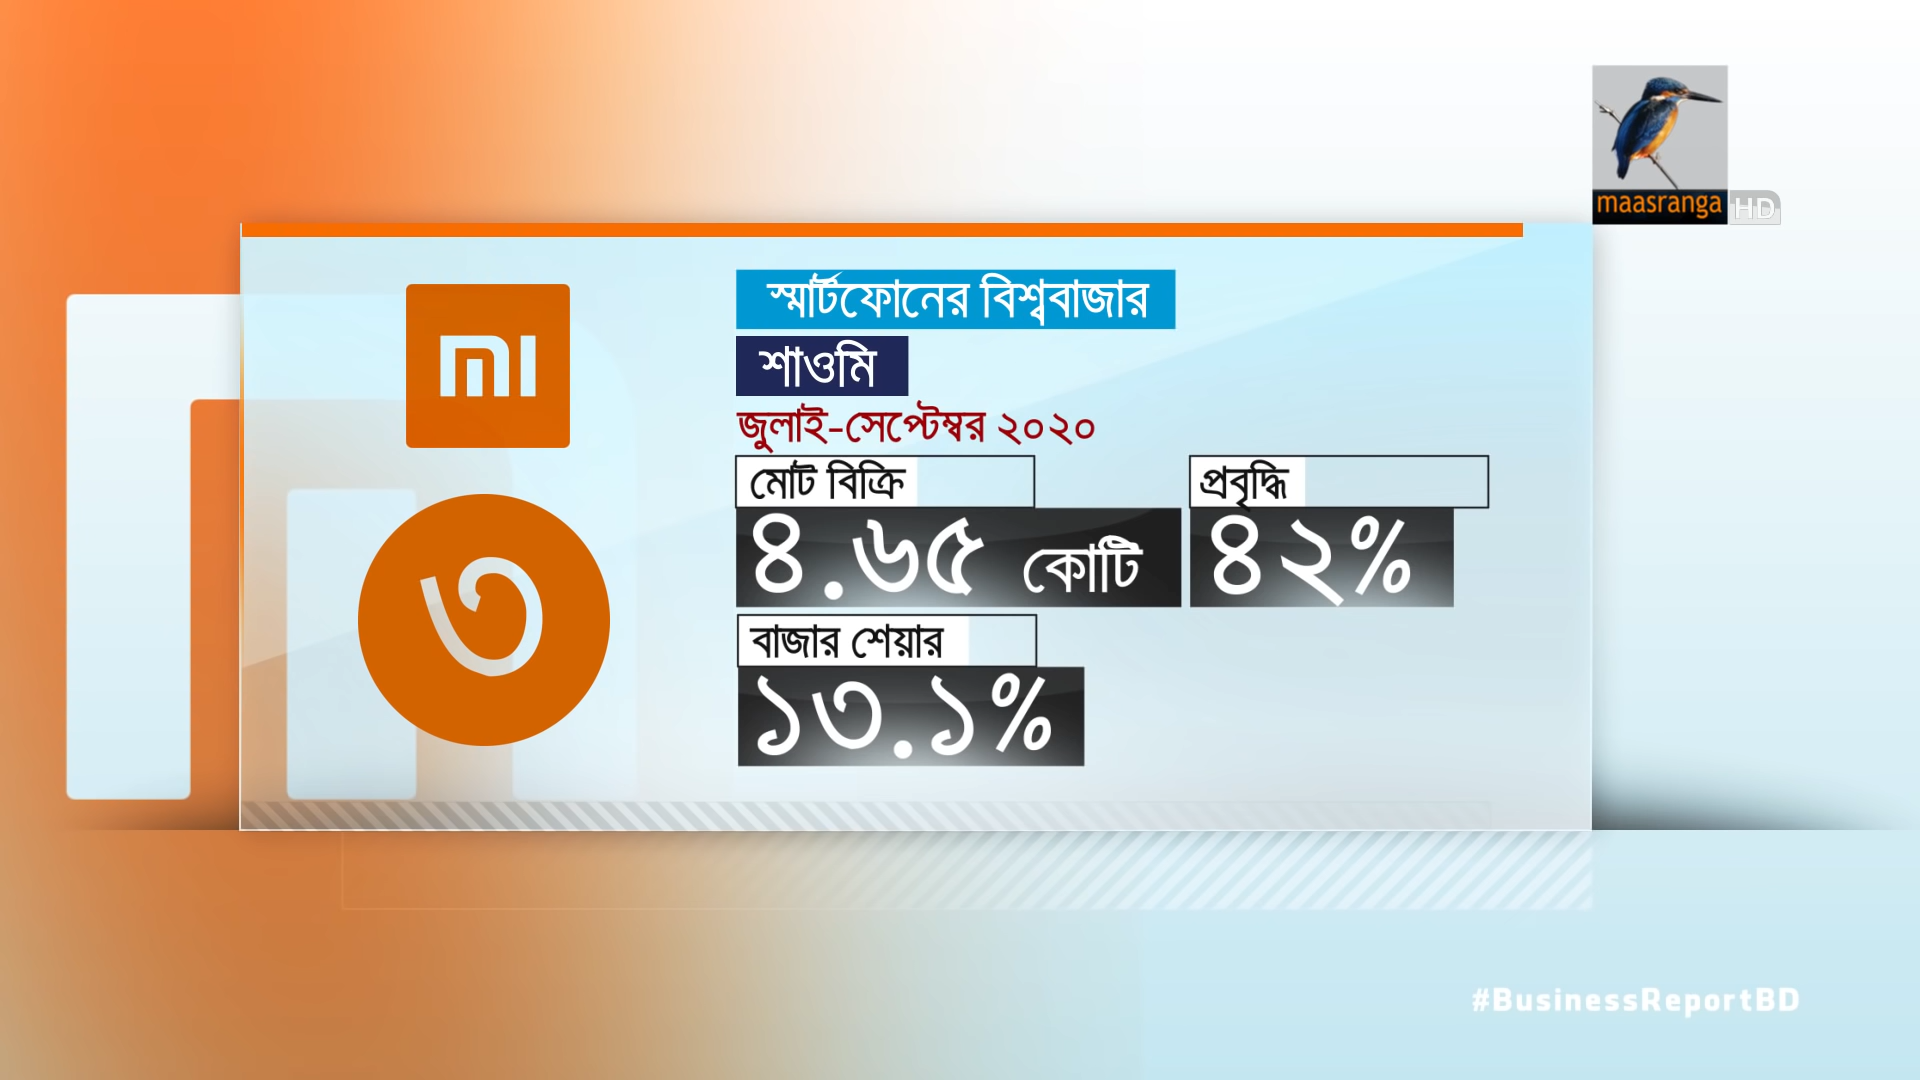 maasranga HD
mi
স্মার্টফোনের বিশ্ববাজার
শাওমি
জুলাই-সেপ্টেম্বর ২০২০
মোট বিক্রি
৪.৬৫ কোটি
প্রবৃদ্ধি
৪২%
৩
বাজার শেয়ার
১৩.১%
#BusinessReportBD